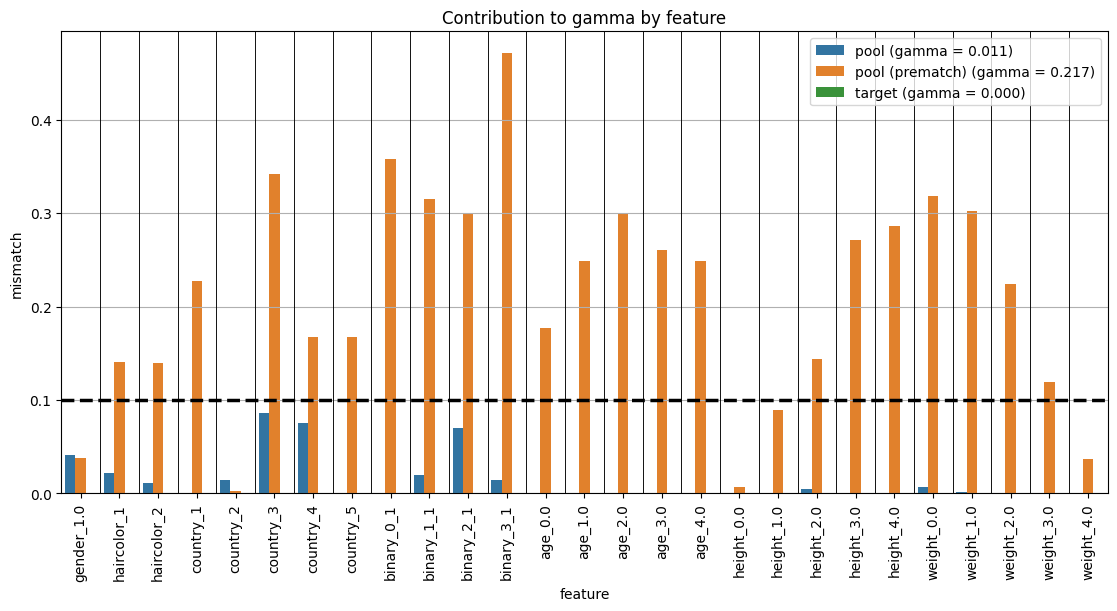 Contribution to gamma by feature
pool (gamma = 0.011)
pool (prematch) (gamma = 0.217)
target (gamma = 0.000)
mismatch
0.4
0.3
0.2
0.1
0.0
gender_1.0
haircolor_1
haircolor_2
country_1
country_2
country_3
country_4
country_5
binary_0_1
binary_1_1
binary_2_1
binary_3_1
age_0.0
age_1.0
age_2.0
age_3.0
age_4.0
height_0.0
height_1.0
height_2.0
height_3.0
height_4.0
weight_0.0
weight_1.0
weight_2.0
weight_3.0
weight_4.0
feature